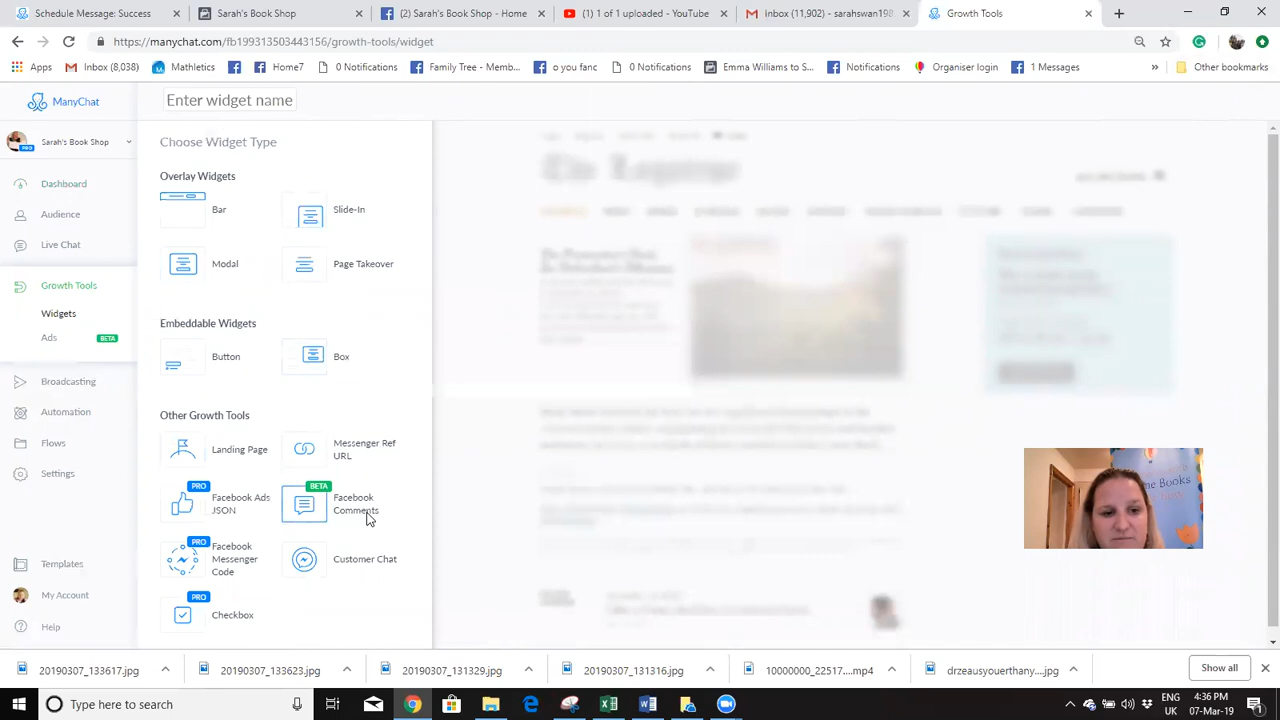 Schedule Message: Success
Sarah's Book Shop
(2) Sarah's Book Shop - Home
(1) 1 of 1 uploaded - YouTube
Inbox (11,902) - sarahswan198
Growth Tools
https://manychat.com/fb199313503443156/growth-tools/widget
Apps
Inbox (8,038)
Mathletics
Home7
0 Notifications
Family Tree - Memb...
o you fanc
0 Notifications
Emma Williams to S...
Notifications
Organiser login
1 Messages
»
Other bookmarks
ManyChat
Enter widget name
Sarah's Book Shop
PRO
Choose Widget Type
Dashboard
Overlay Widgets
Audience
Bar
Slide-In
Live Chat
Modal
Page Takeover
Growth Tools
Widgets
Embeddable Widgets
Ads
BETA
Button
Box
Broadcasting
Automation
Other Growth Tools
Flows
Landing Page
Messenger Ref
URL
Settings
PRO
Facebook Ads
JSON
BETA
Facebook
Comments
PRO
Facebook
Messenger
Code
Customer Chat
Templates
My Account
PRO
Checkbox
Help
20190307_133617.jpg
20190307_133623.jpg
20190307_131329.jpg
20190307_131316.jpg
10000000_22517....mp4
drzeausyouerthany....jpg
Show all
Type here to search
ENG
UK
4:36 PM
07-Mar-19